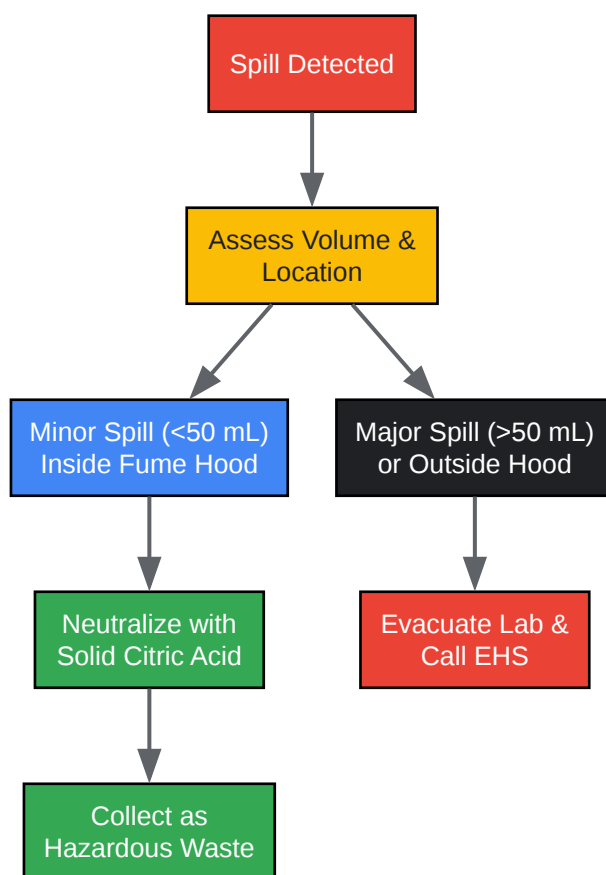 Spill Detected
Assess Volume &
Location
Minor Spill (<50 mL)
Inside Fume Hood
Major Spill (>50 mL)
or Outside Hood
Neutralize with
Solid Citric Acid
Evacuate Lab &
Call EHS
Collect as
Hazardous Waste